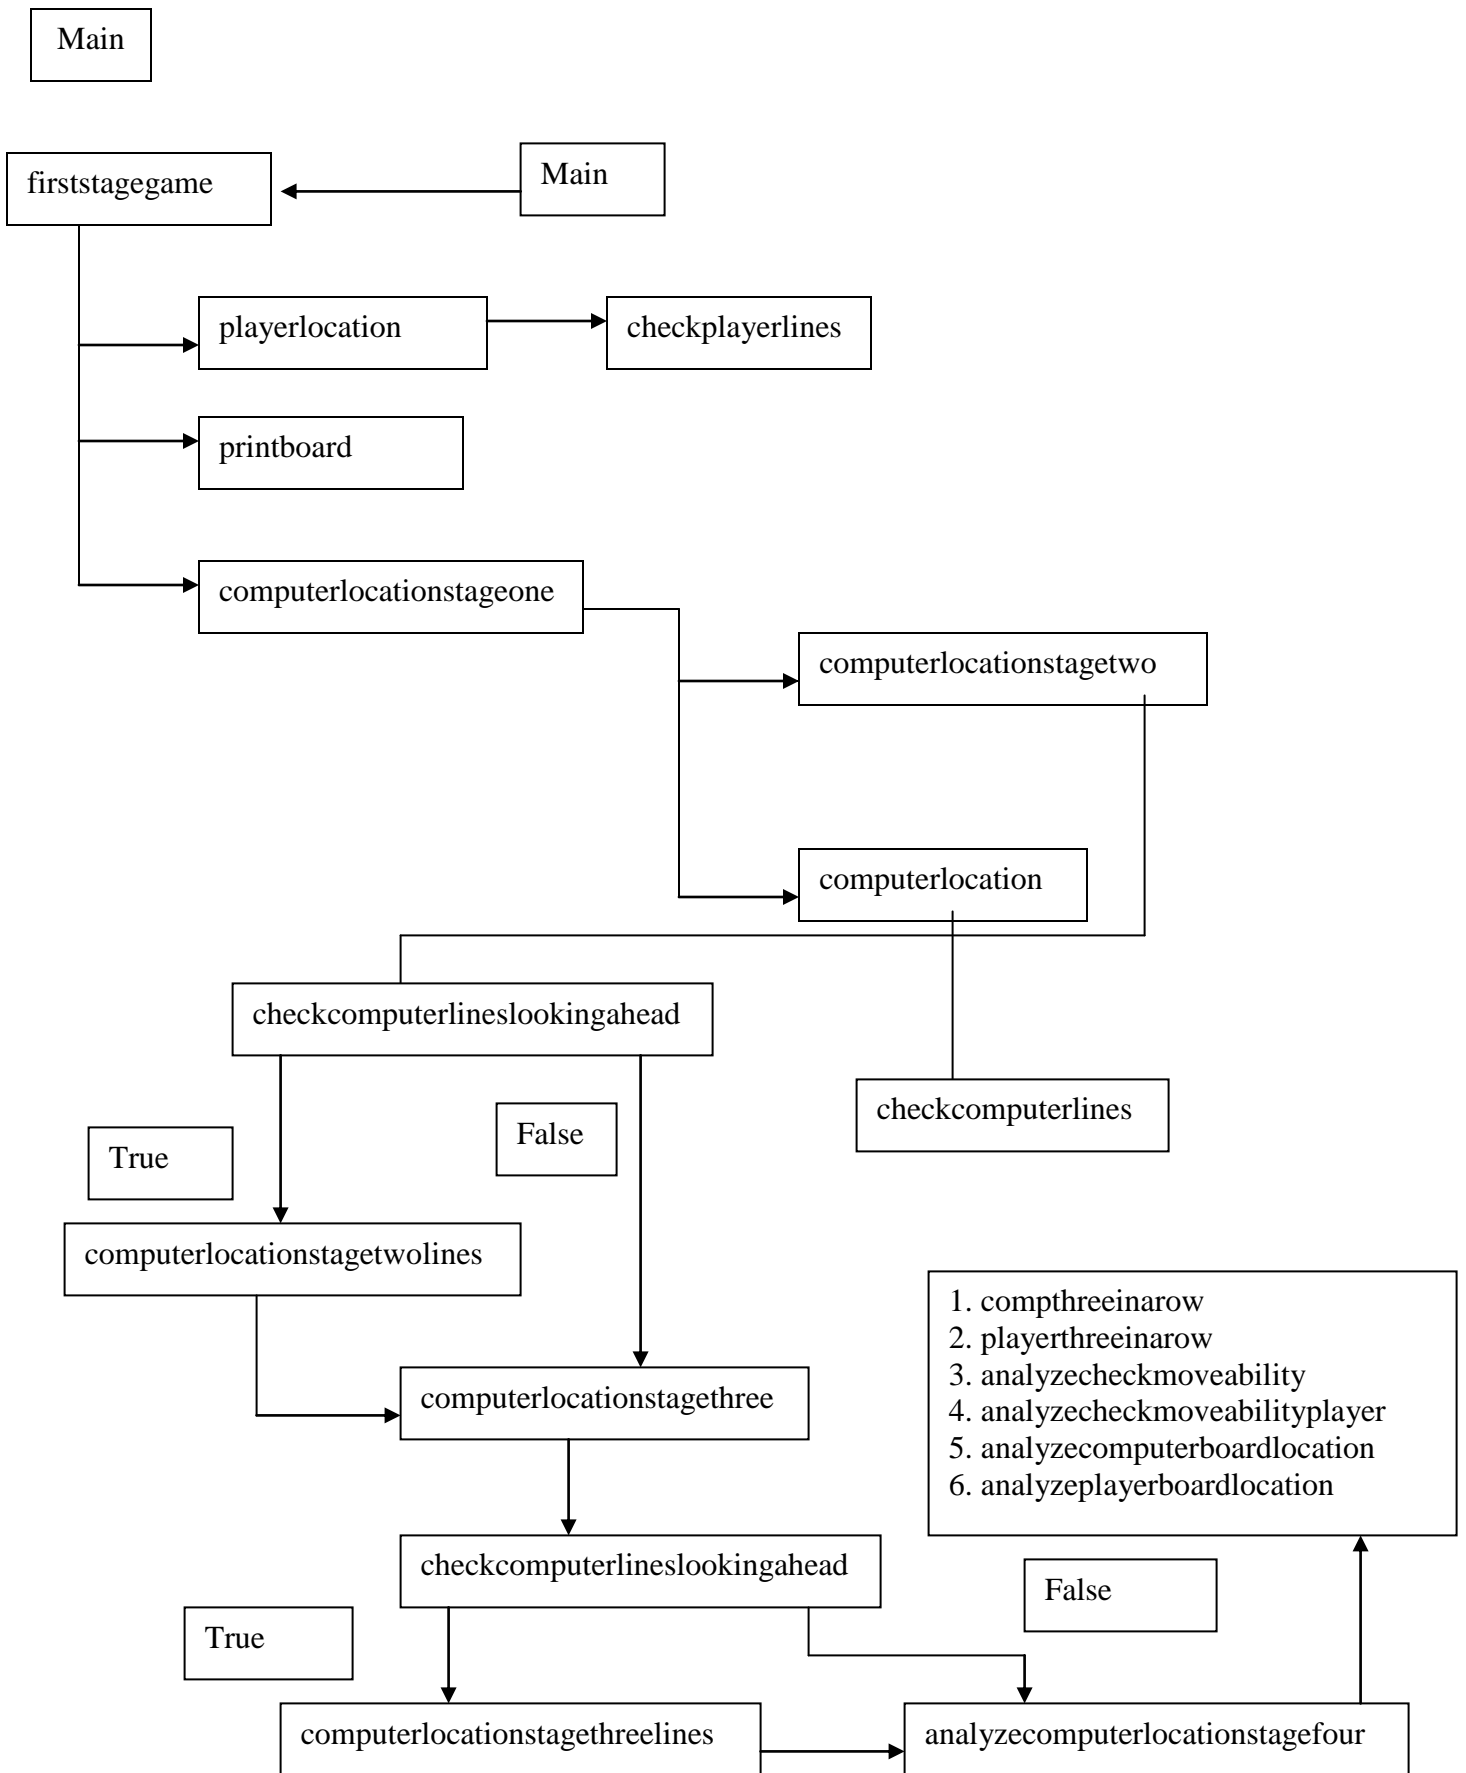 Main
firststagegame
Main
playerlocation
checkplayerlines
printboard
computerlocationstageone
computerlocationstagetwo
computerlocation
checkcomputerlineslookingahead
checkcomputerlines
True
False
computerlocationstagetwolines
computerlocationstagethree
1. compthreeinarow
2. playerthreeinarow
3. analyzecheckmoveability
4. analyzecheckmoveabilityplayer
5. analyzecomputerboardlocation
6. analyzeplayerboardlocation
checkcomputerlineslookingahead
False
True
computerlocationstagethreelines
analyzecomputerlocationstagefour